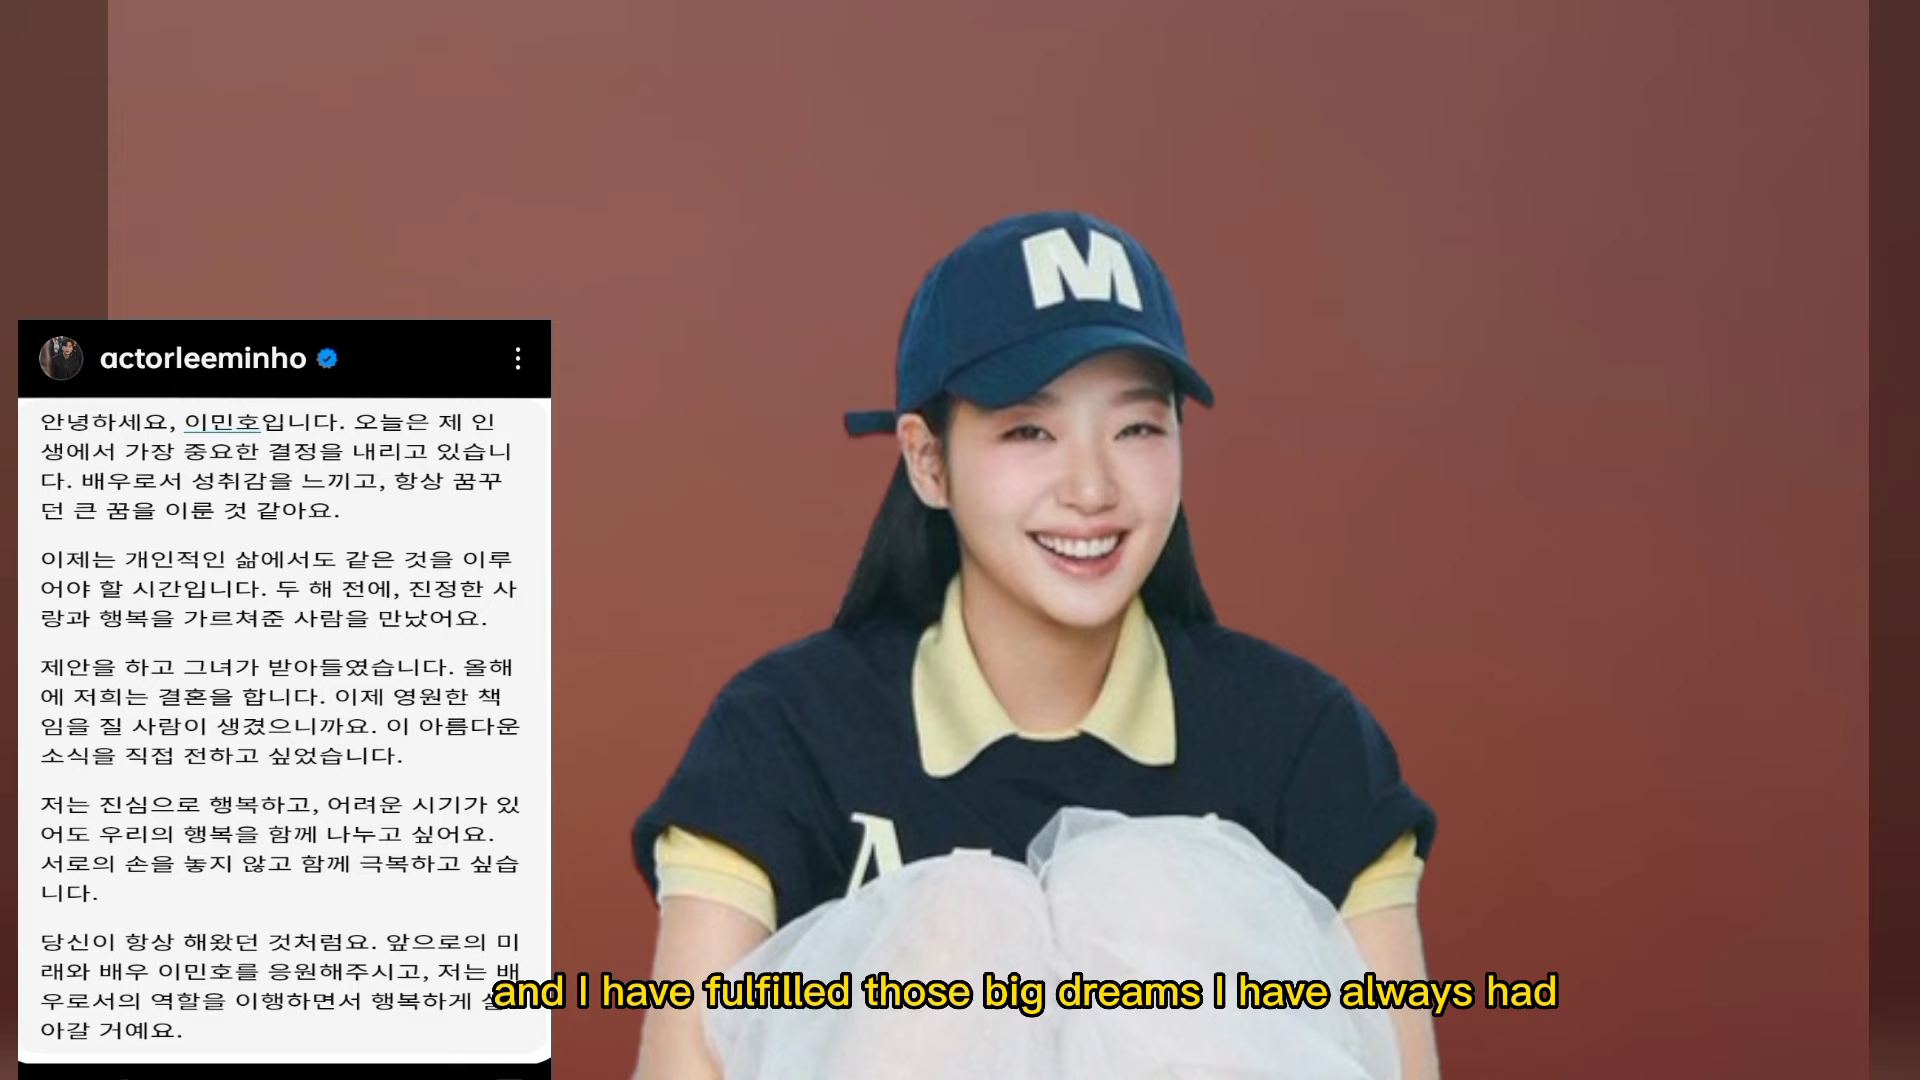 actorleeminho
안녕하세요, 이민호입니다. 오늘은 제 인
생에서 가장 중요한 결정을 내리고 있습니
다. 배우로서 성취감을 느끼고, 항상 꿈꾸
던 큰 꿈을 이룬 것 같아요.
이제는 개인적인 삶에서도 같은 것을 이루
어야 할 시간입니다. 두 해 전에, 진정한 사
랑과 행복을 가르쳐준 사람을 만났어요.
제안을 하고 그녀가 받아들였습니다. 올해
에 저희는 결혼을 합니다. 이제 영원한 책
임을 질 사람이 생겼으니까요. 이 아름다운
소식을 직접 전하고 싶었습니다.
저는 진심으로 행복하고, 어려운 시기가 있
어도 우리의 행복을 함께 나누고 싶어요.
서로의 손을 놓지 않고 함께 극복하고 싶습
니다.
당신이 항상 해왔던 것처럼요. 앞으로의 미
래와 배우 이민호를 응원해주시고, 저는 배
우로서의 역할을 이행하면서 행복하게
아갈 거예요.
M
A
and I have fulfilled those big dreams I have always had